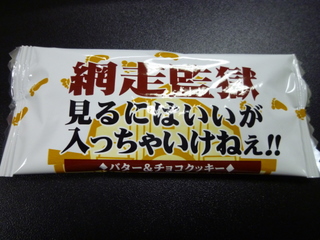 網走監獄
見るにはいいが
入っちゃいけねぇ!!
♠バター&チョコクッキー♠